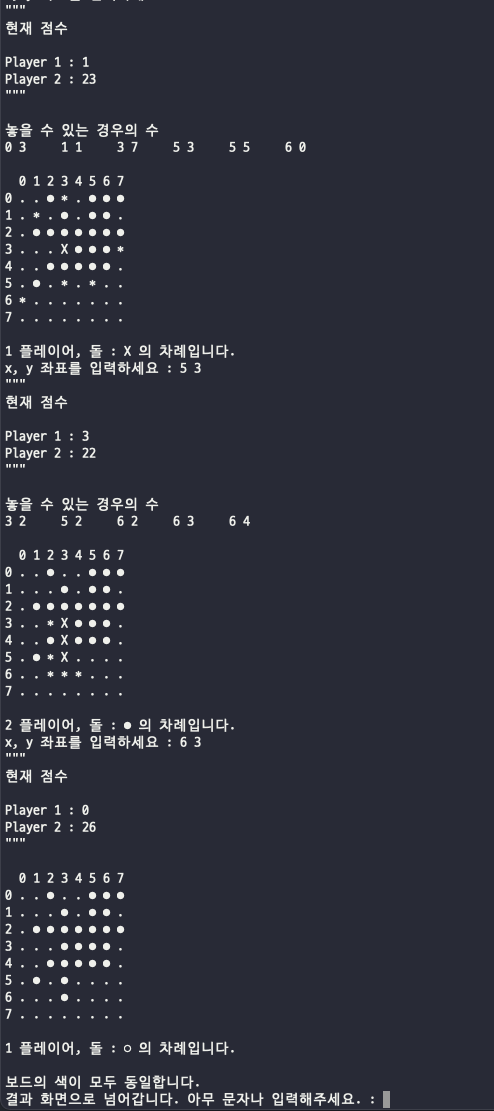 """
현재 점수
Player 1 : 1
Player 2 : 23
"""
놓을 수 있는 경우의 수
0 3    1 1    3 7    5 3    5 5    6 0
  0 1 2 3 4 5 6 7
0 . . ● * . ● ● ●
1 . * . ● . ● ● .
2 . ● ● ● ● ● ● ●
3 . . . X ● ● ● *
4 . . ● ● ● ● ● .
5 . ● . * . * . .
6 * . . . . . . .
7 . . . . . . . .
1 플레이어, 돌 : X 의 차례입니다.
x, y 좌표를 입력하세요 : 5 3
"""
현재 점수
Player 1 : 3
Player 2 : 22
"""
놓을 수 있는 경우의 수
3 2    5 2    6 2    6 3    6 4
  0 1 2 3 4 5 6 7
0 . . ● . . ● ● ●
1 . . . ● . ● ● .
2 . ● ● ● ● ● ● ●
3 . . * X ● ● ● .
4 . . ● X ● ● ● .
5 . ● * X . . . .
6 . . * * * . . .
7 . . . . . . . .
2 플레이어, 돌 : ● 의 차례입니다.
x, y 좌표를 입력하세요 : 6 3
"""
현재 점수
Player 1 : 0
Player 2 : 26
"""
  0 1 2 3 4 5 6 7
0 . . ● . . ● ● ●
1 . . . ● . ● ● .
2 . ● ● ● ● ● ● ●
3 . . . ● ● ● ● .
4 . . ● ● ● ● ● .
5 . ● . ● . . . .
6 . . . ● . . . .
7 . . . . . . . .
1 플레이어, 돌 : ○ 의 차례입니다.
보드의 색이 모두 동일합니다.
결과 화면으로 넘어갑니다. 아무 문자나 입력해주세요. :